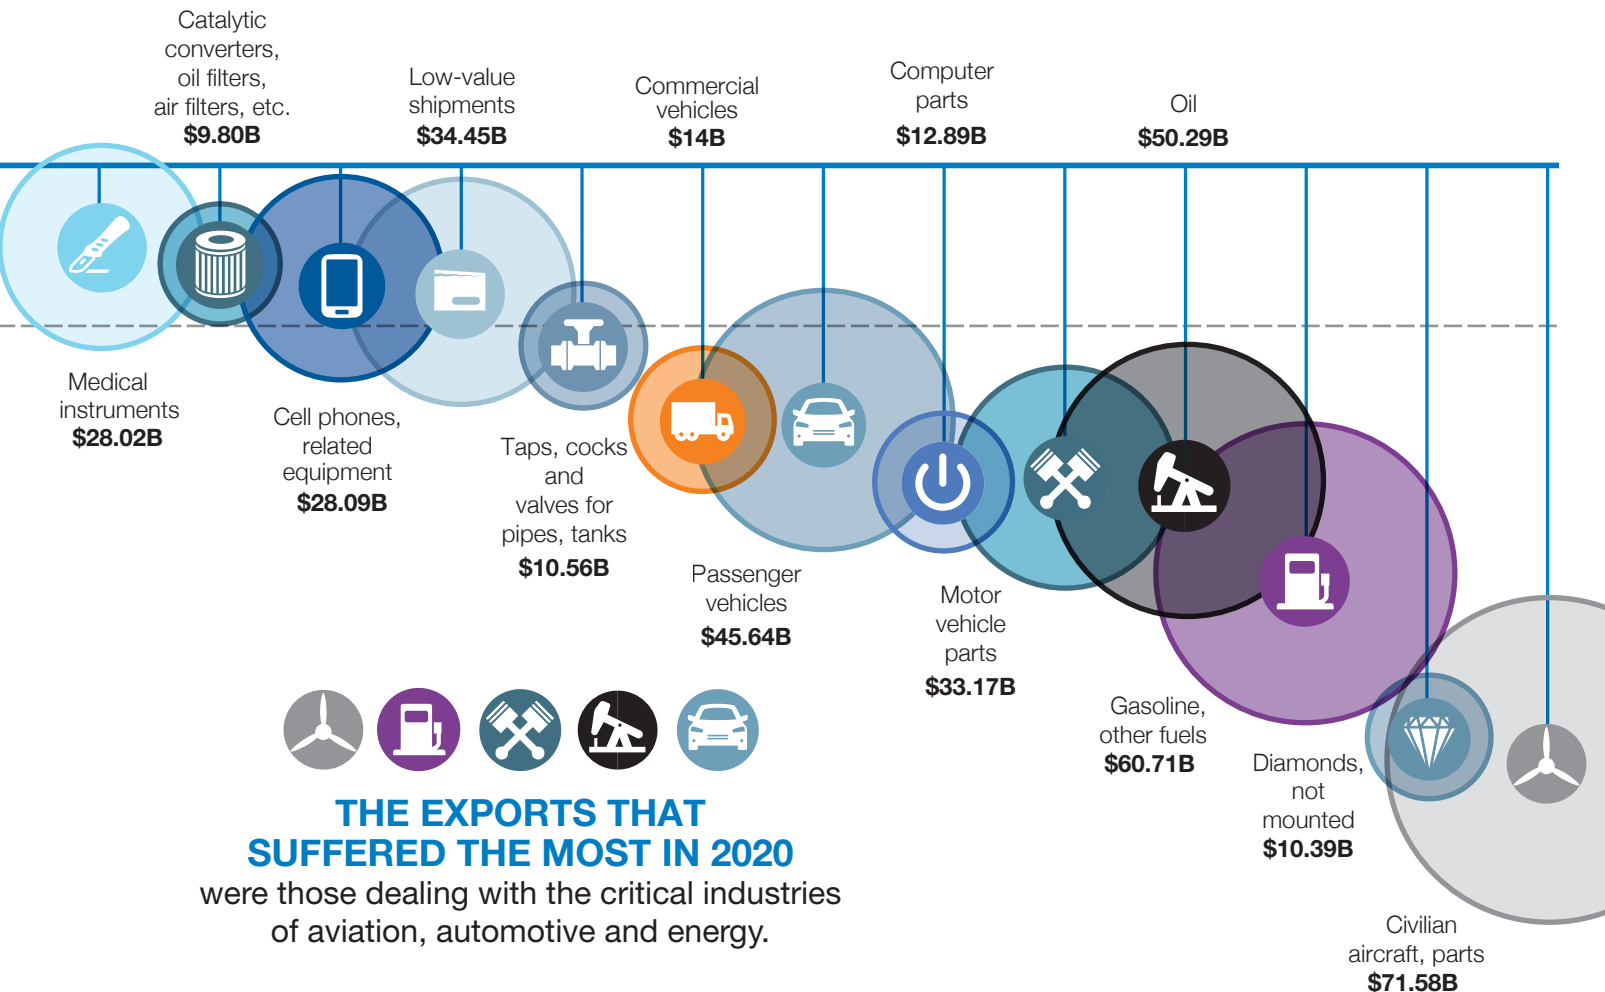 Catalytic
converters,
oil filters,
air filters, etc.
$9.80B
Low-value
shipments
$34.45B
Commercial
vehicles
$14B
Computer
parts
$12.89B
Oil
$50.29B
Medical
instruments
$28.02B
Cell phones,
related
equipment
$28.09B
Taps, cocks
and
valves for
pipes, tanks
$10.56B
Passenger
vehicles
$45.64B
Motor
vehicle
parts
$33.17B
Gasoline,
other fuels
$60.71B
Diamonds,
not
mounted
$10.39B
Civilian
aircraft, parts
$71.58B
THE EXPORTS THAT
SUFFERED THE MOST IN 2020
were those dealing with the critical industries
of aviation, automotive and energy.